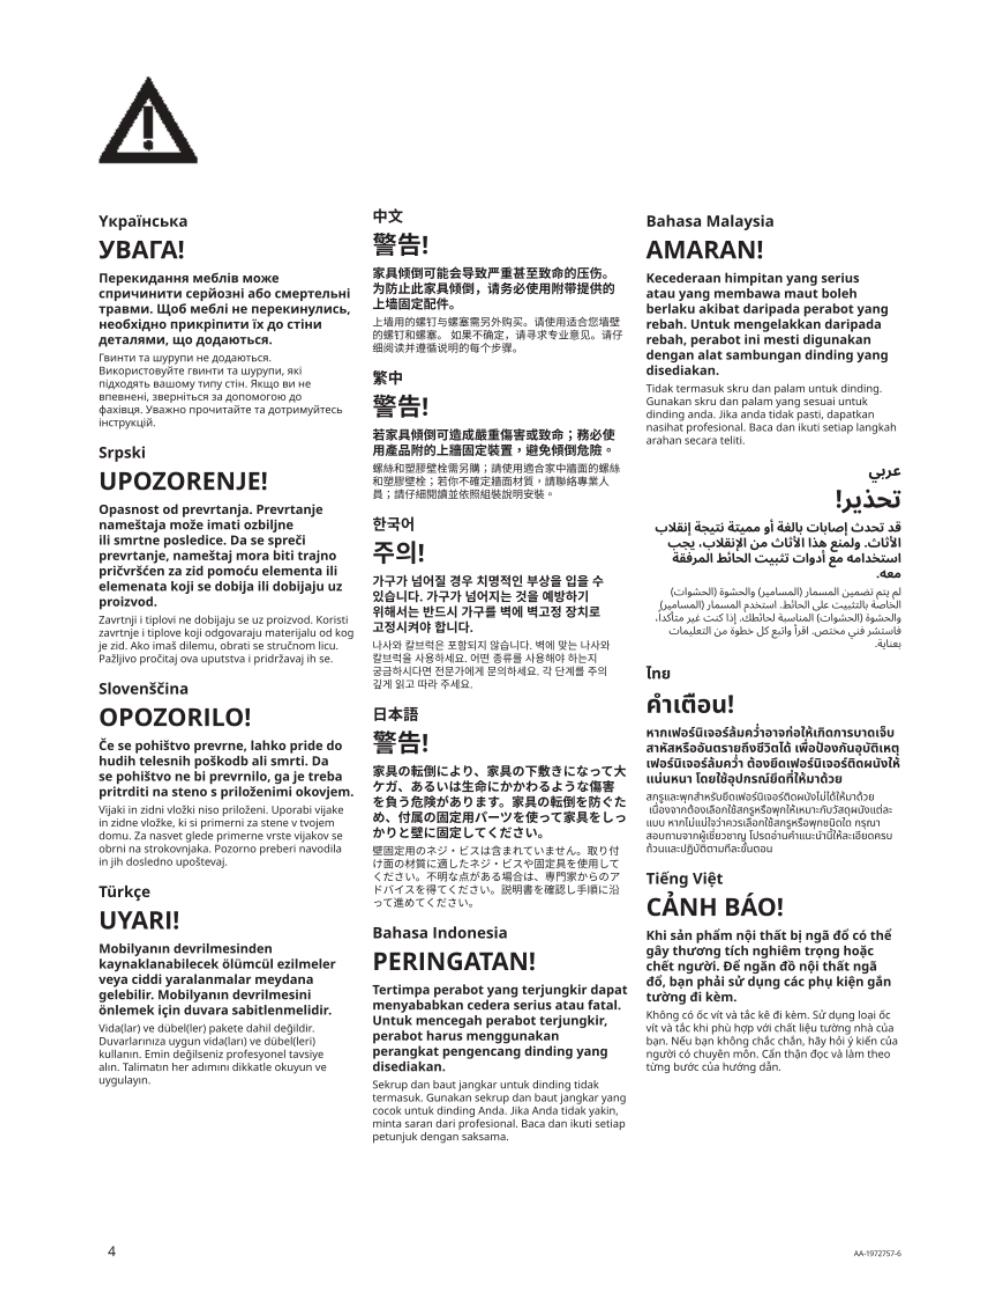 Українська
УВАГА!
Перекидання меблів може
спричинити серйозні або смертельні
травми. Щоб меблі не перекинулись,
необхідно прикріпити їх до стіни
деталями, що додаються.
Гвинти та шурупи не додаються.
Використовуйте гвинти та шурупи, які
підходять вашому типу стін. Якщо ви не
впевнені, зверніться за допомогою до
фахівця. Уважно прочитайте та дотримуйтесь
інструкцій.
Srpski
UPOZORENJE!
Opasnost od prevrtanja. Prevrtanje
nameštaja može imati ozbiljne
ili smrtne posledice. Da se spreči
prevrtanje, nameštaj mora biti trajno
pričvršćen za zid pomoću elementa ili
elemenata koji se dobija ili dobijaju uz
proizvod.
Zavrtnji i tiplovi ne dobijaju se uz proizvod. Koristi
zavrtnje i tiplove koji odgovaraju materijalu od kog
je zid. Ako imaš dilemu, obrati se stručnom licu.
Pažljivo pročitaj ova uputstva i pridržavaj ih se.
Slovenščina
OPOZORILO!
Če se pohištvo prevrne, lahko pride do
hudih telesnih poškodb ali smrti. Da
se pohištvo ne bi prevrnilo, ga je treba
pritrditi na steno s priloženimi okovjem.
Vijaki in zidni vložki niso priloženi. Uporabi vijake
in zidne vložke, ki si primerni za stene v tvojem
domu. Za nasvet glede primerne vrste vijakov se
obrni na strokovnjaka. Pozorno preberi navodila
in jih dosledno upoštevaj.
Türkçe
UYARI!
Mobilyanın devrilmesinden
kaynaklanabilecek ölümcül ezilmeler
veya ciddi yaralanmalar meydana
gelebilir. Mobilyanın devrilmesini
önlemek için duvara sabitlenmelidir.
Vida(lar) ve dübel(ler) pakete dahil değildir.
Duvarlarınıza uygun vida(ları) ve dübel(leri)
kullanın. Emin değilseniz profesyonel tavsiye
alın. Talimatın her adımını dikkatle okuyun ve
uygulayın.
中文
警告!
家具倾倒可能会导致严重甚至致命的压伤。
为防止此家具倾倒，请务必使用附带提供的
上墙固定配件。
上墙用的螺钉与螺塞需另外购买。请使用适合您墙壁
的螺钉和螺塞。 如果不确定，请寻求专业意见。请仔
细阅读并遵循说明的每个步骤。
繁中
警告!
若家具傾倒可造成嚴重傷害或致命；務必使
用產品附的上牆固定裝置，避免傾倒危險。
螺絲和塑膠壁栓需另購；請使用適合家中牆面的螺絲
和塑膠壁栓；若你不確定牆面材質，請聯絡專業人
員；請仔細閱讀並依照組裝說明安裝。
한국어
주의!
가구가 넘어질 경우 치명적인 부상을 입을 수
있습니다. 가구가 넘어지는 것을 예방하기
위해서는 반드시 가구를 벽에 벽고정 장치로
고정시켜야 합니다.
나사와 칼브럭은 포함되지 않습니다. 벽에 맞는 나사와
칼브럭을 사용하세요. 어떤 종류를 사용해야 하는지
궁금하시다면 전문가에게 문의하세요. 각 단계를 주의
깊게 읽고 따라 주세요.
日本語
警告!
家具の転倒により、家具の下敷きになって大
ケガ、あるいは生命にかかわるような傷害
を負う危険があります。家具の転倒を防ぐた
め、付属の固定用パーツを使って家具をしっ
かりと壁に固定してください。
壁固定用のネジ・ビスは含まれていません。取り付
け面の材質に適したネジ・ビスや固定具を使用して
ください。不明な点がある場合は、専門家からのア
ドバイスを得てください。説明書を確認し手順に沿
って進めてください。
Bahasa Indonesia
PERINGATAN!
Tertimpa perabot yang terjungkir dapat
menyababkan cedera serius atau fatal.
Untuk mencegah perabot terjungkir,
perabot harus menggunakan
perangkat pengencang dinding yang
disediakan.
Sekrup dan baut jangkar untuk dinding tidak
termasuk. Gunakan sekrup dan baut jangkar yang
cocok untuk dinding Anda. Jika Anda tidak yakin,
minta saran dari profesional. Baca dan ikuti setiap
petunjuk dengan saksama.
Bahasa Malaysia
AMARAN!
Kecederaan himpitan yang serius
atau yang membawa maut boleh
berlaku akibat daripada perabot yang
rebah. Untuk mengelakkan daripada
rebah, perabot ini mesti digunakan
dengan alat sambungan dinding yang
disediakan.
Tidak termasuk skru dan palam untuk dinding.
Gunakan skru dan palam yang sesuai untuk
dinding anda. Jika anda tidak pasti, dapatkan
nasihat profesional. Baca dan ikuti setiap langkah
arahan secara teliti.
عربي
تحذير!
قد تحدث إصابات بالغة أو مميتة نتيجة إنقلاب
الأثاث. ولمنع هذا الأثاث من الإنقلاب، يجب
استخدامه مع أدوات تثبيت الحائط المرفقة
معه.
لم يتم تضمين المسمار (المسامير) والحشوة (الحشوات)
الخاصة بالتثبيت على الحائط. استخدم المسمار (المسامير)
والحشوة (الحشوات) المناسبة لحائطك. إذا كنت غير متأكداً،
فاستشر فني مختص. اقرأ واتبع كل خطوة من التعليمات
بعناية.
ไทย
คำเตือน!
หากเฟอร์นิเจอร์ล้มคว่ำอาจก่อให้เกิดการบาดเจ็บ
สาหัสหรืออันตรายถึงชีวิตได้ เพื่อป้องกันอุบัติเหตุ
เฟอร์นิเจอร์ล้มคว่ำ ต้องยึดเฟอร์นิเจอร์ติดผนังให้
แน่นหนา โดยใช้อุปกรณ์ยึดที่ให้มาด้วย
สกรูและพุกสำหรับยึดเฟอร์นิเจอร์ติดผนังไม่ได้ให้มาด้วย
เนื่องจากต้องเลือกใช้สกรูหรือพุกให้เหมาะกับวัสดุผนังแต่ละ
แบบ หากไม่แน่ใจว่าควรเลือกใช้สกรูหรือพุกชนิดใด กรุณา
สอบถามจากผู้เชี่ยวชาญ โปรดอ่านคำแนะนำนี้ให้ละเอียดครบ
ถ้วนและปฏิบัติตามทีละขั้นตอน
Tiếng Việt
CẢNH BÁO!
Khi sản phẩm nội thất bị ngã đổ có thể
gây thương tích nghiêm trọng hoặc
chết người. Để ngăn đồ nội thất ngã
đổ, bạn phải sử dụng các phụ kiện gắn
tường đi kèm.
Không có ốc vít và tắc kê đi kèm. Sử dụng loại ốc
vít và tắc khi phù hợp với chất liệu tường nhà của
bạn. Nếu bạn không chắc chắn, hãy hỏi ý kiến của
người có chuyên môn. Cẩn thận đọc và làm theo
từng bước của hướng dẫn.
4
AA-1972757-6